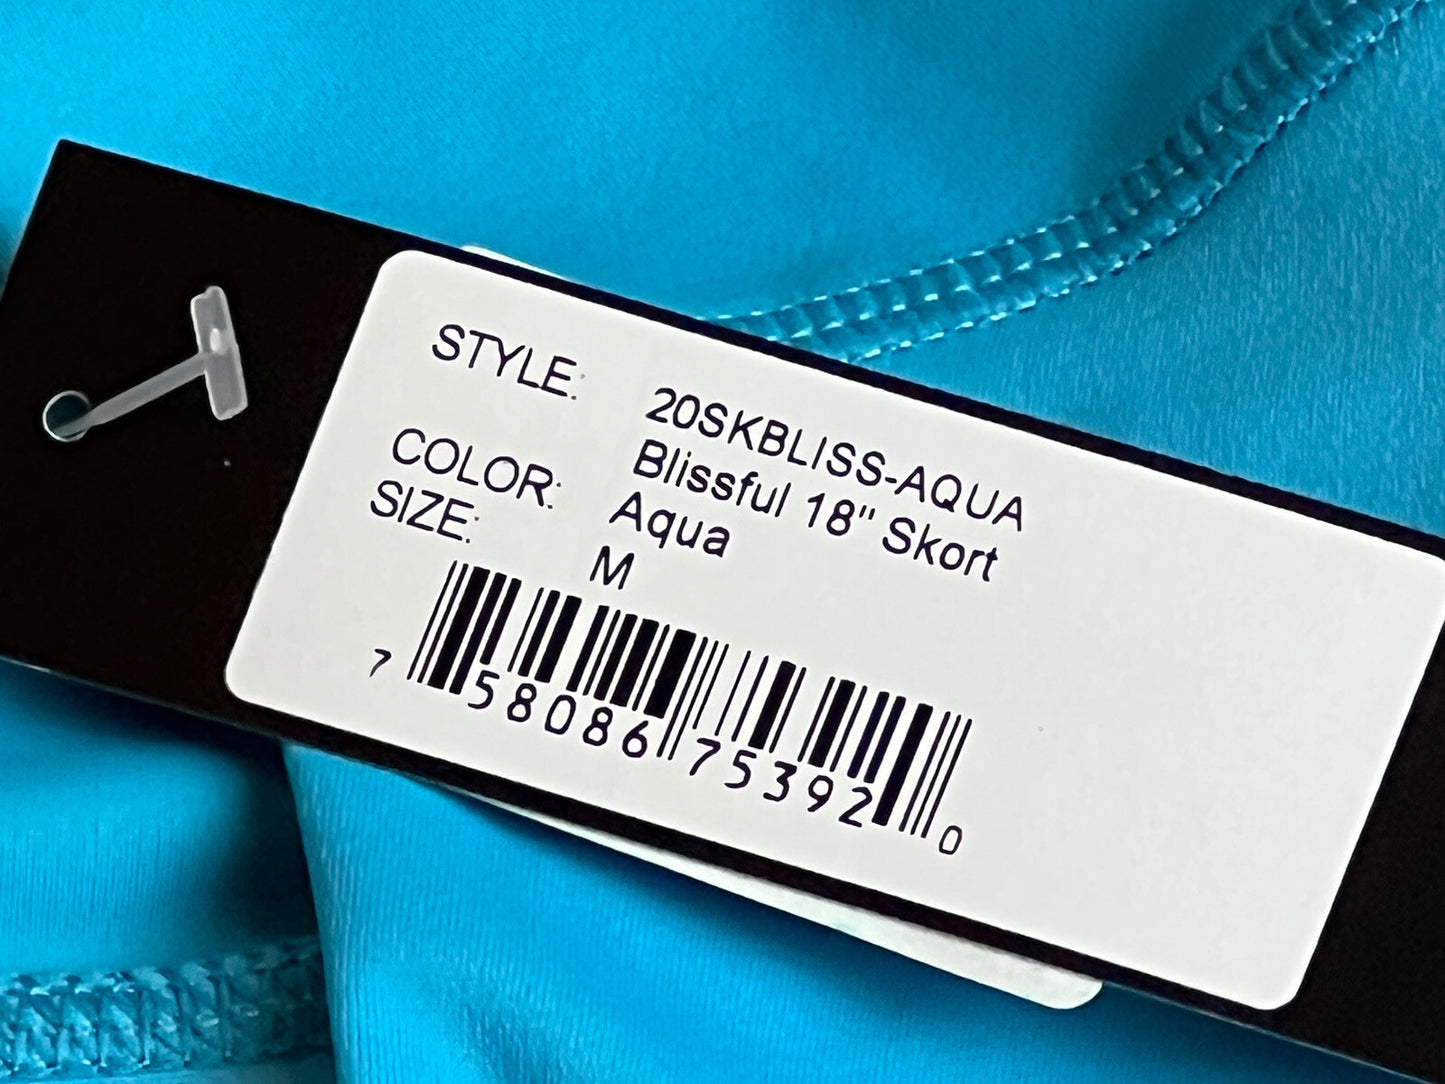 STYLE: 20SKBLISS-AQUA
Blissful 18" Skort
COLOR: Aqua
SIZE: M
7 58086 75392 0